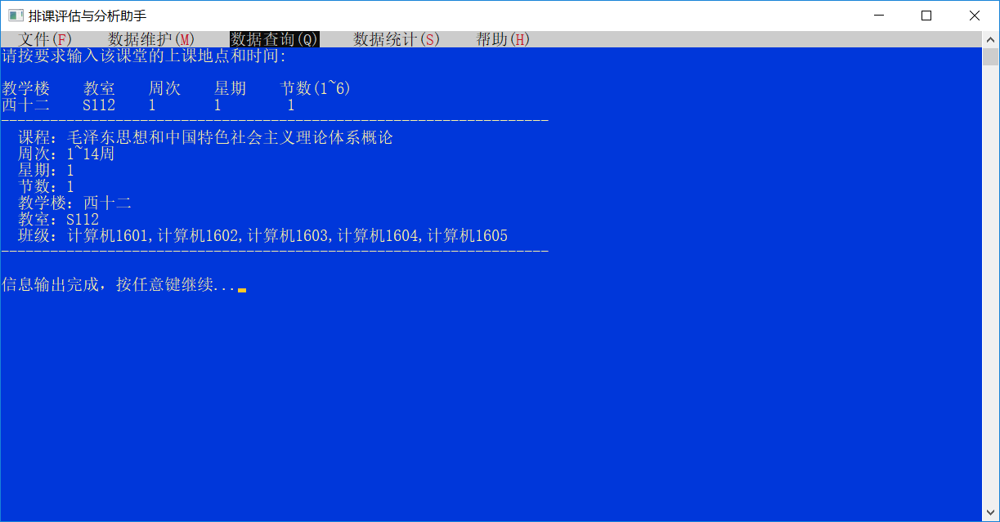 排课评估与分析助手
文件(F) 数据维护(M) 数据查询(Q) 数据统计(S) 帮助(H)
请按要求输入该课堂的上课地点和时间:
教学楼 教室 周次 星期 节数(1~6)
西十二 S112 1 1 1
-------------------------------------------------------------------
课程: 毛泽东思想和中国特色社会主义理论体系概论
周次: 1~14周
星期: 1
节数: 1
教学楼: 西十二
教室: S112
班级: 计算机1601,计算机1602,计算机1603,计算机1604,计算机1605
-------------------------------------------------------------------
信息输出完成, 按任意键继续...